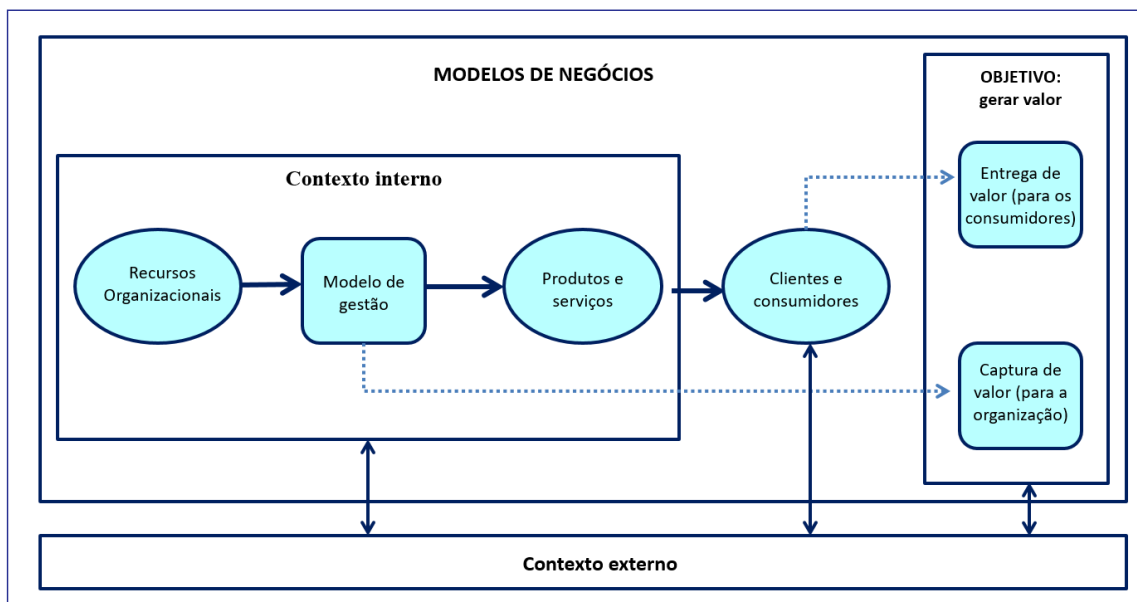 MODELOS DE NEGÓCIOS
OBJETIVO:
gerar valor
Contexto interno
Entrega de
valor (para os
consumidores)
Recursos
Organizacionais
Modelo de
gestão
Produtos e
serviços
Clientes e
consumidores
Captura de
valor (para a
organização)
Contexto externo